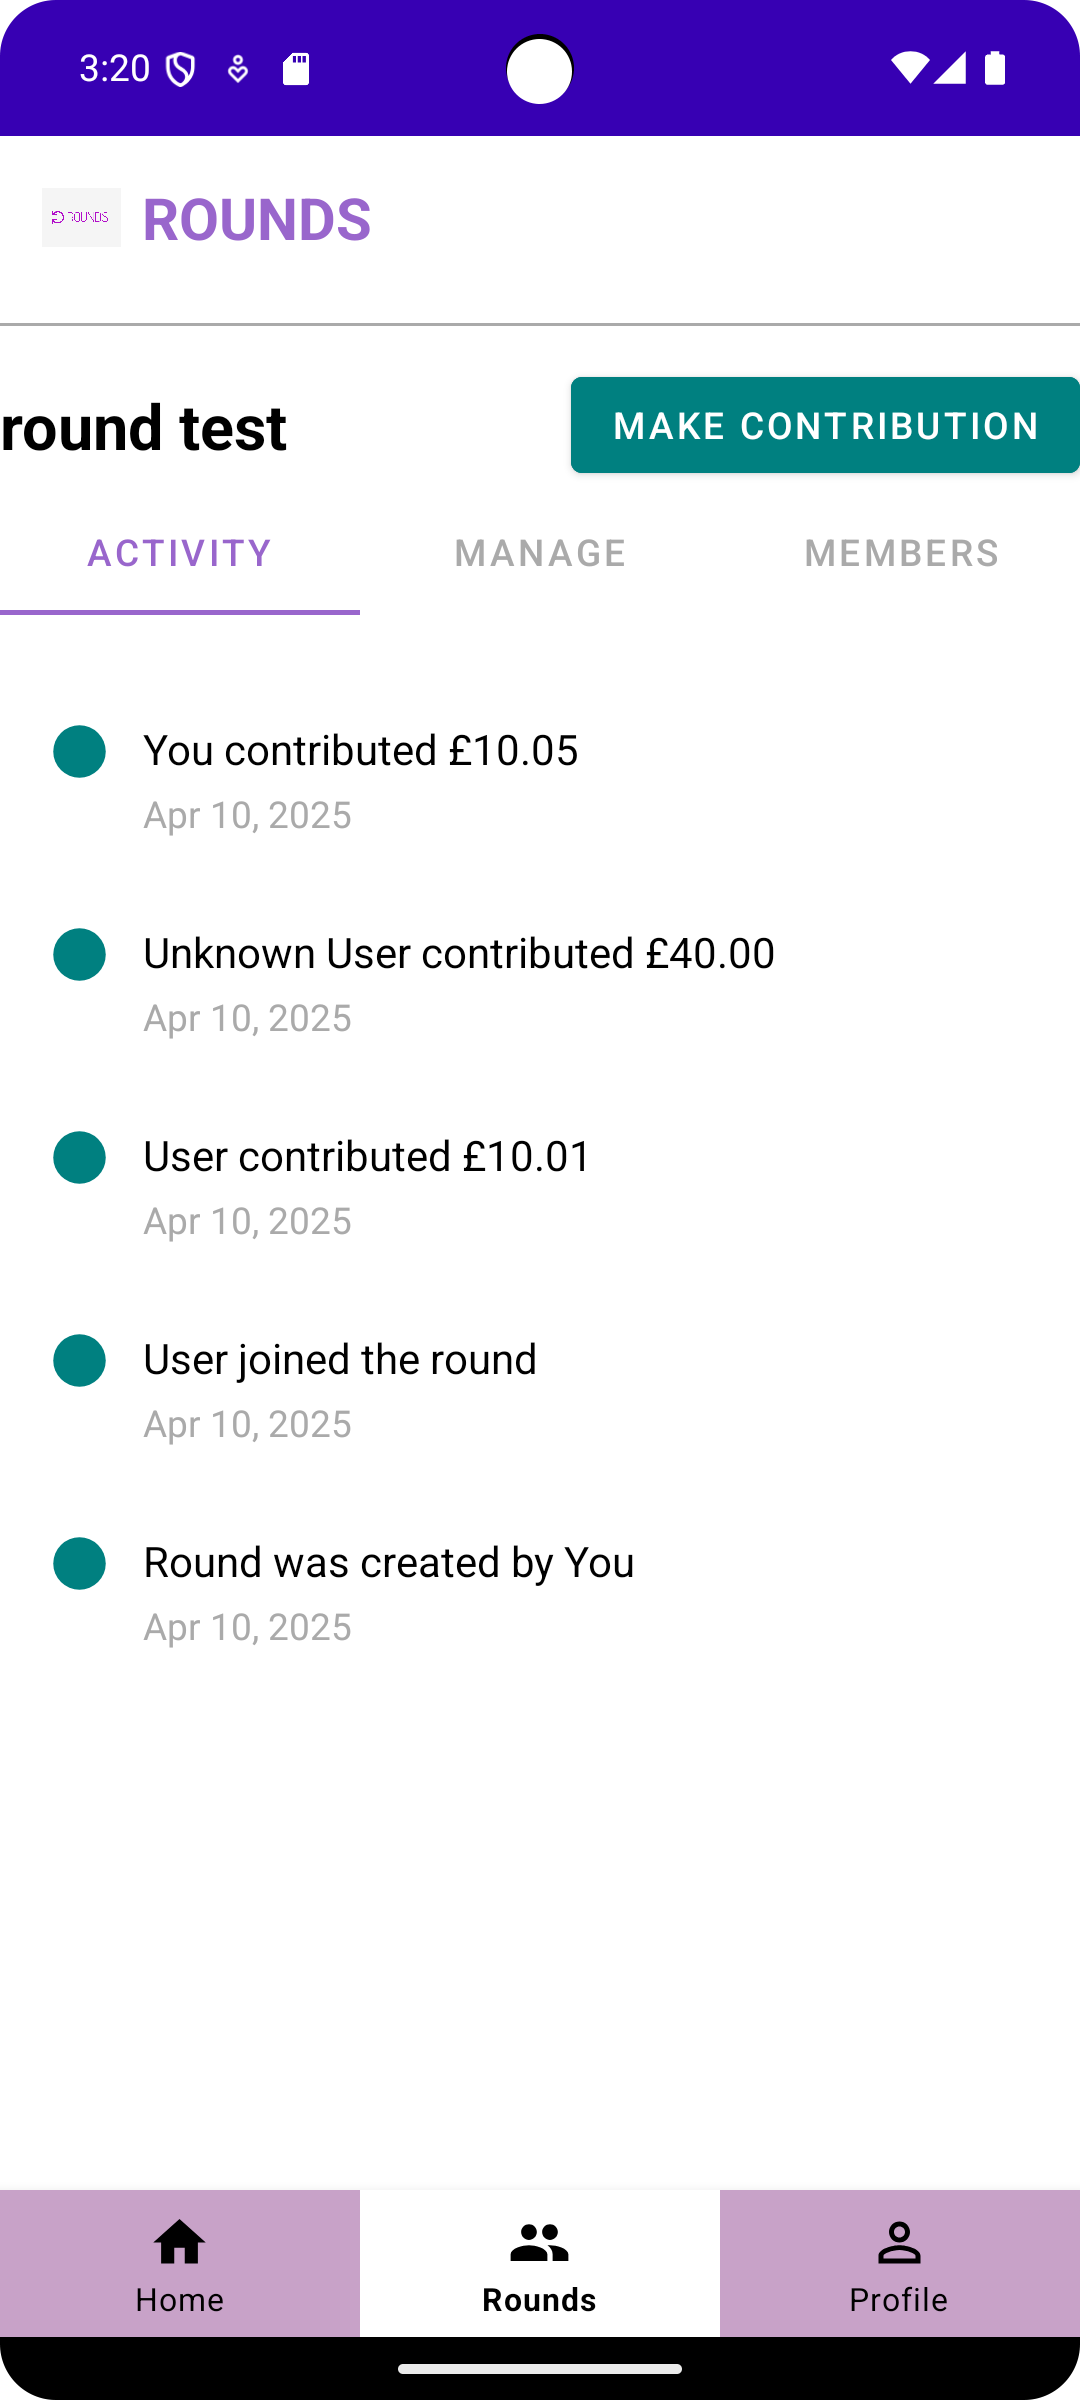 3:20
ROUNDS
ROUNDS
round test
MAKE CONTRIBUTION
ACTIVITY
MANAGE
MEMBERS
You contributed £10.05
Apr 10, 2025
Unknown User contributed £40.00
Apr 10, 2025
User contributed £10.01
Apr 10, 2025
User joined the round
Apr 10, 2025
Round was created by You
Apr 10, 2025
Home
Rounds
Profile